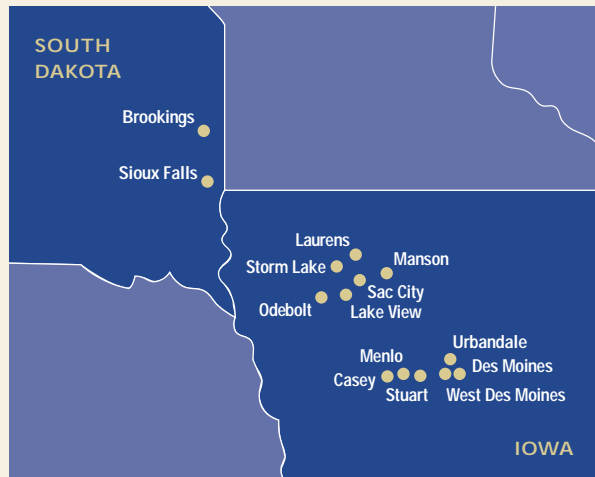 SOUTH
DAKOTA
Brookings
Sioux Falls
Laurens
Storm Lake
Manson
Sac City
Odebolt
Lake View
Urbandale
Menlo
Des Moines
Casey
Stuart
West Des Moines
IOWA